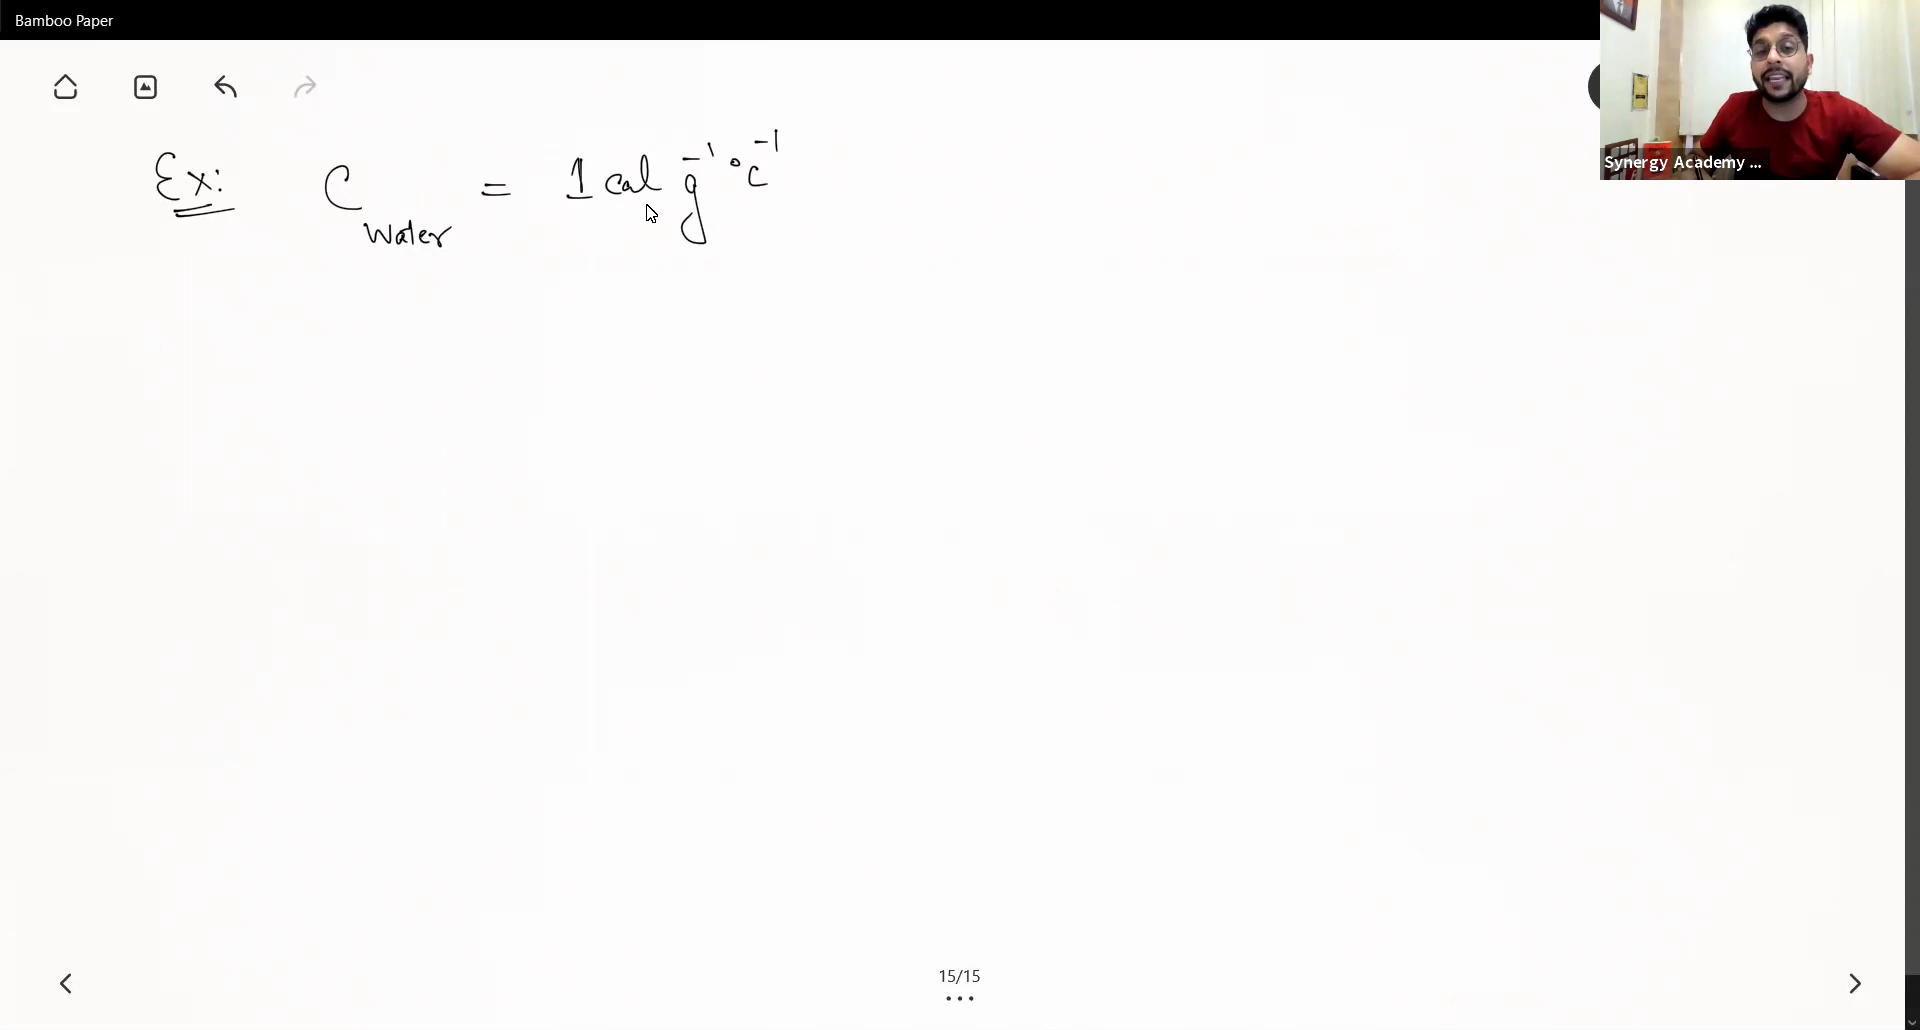 Bamboo Paper
Synergy Academy ...
Ex: C water = 1 cal g⁻¹ °c⁻¹
15/15